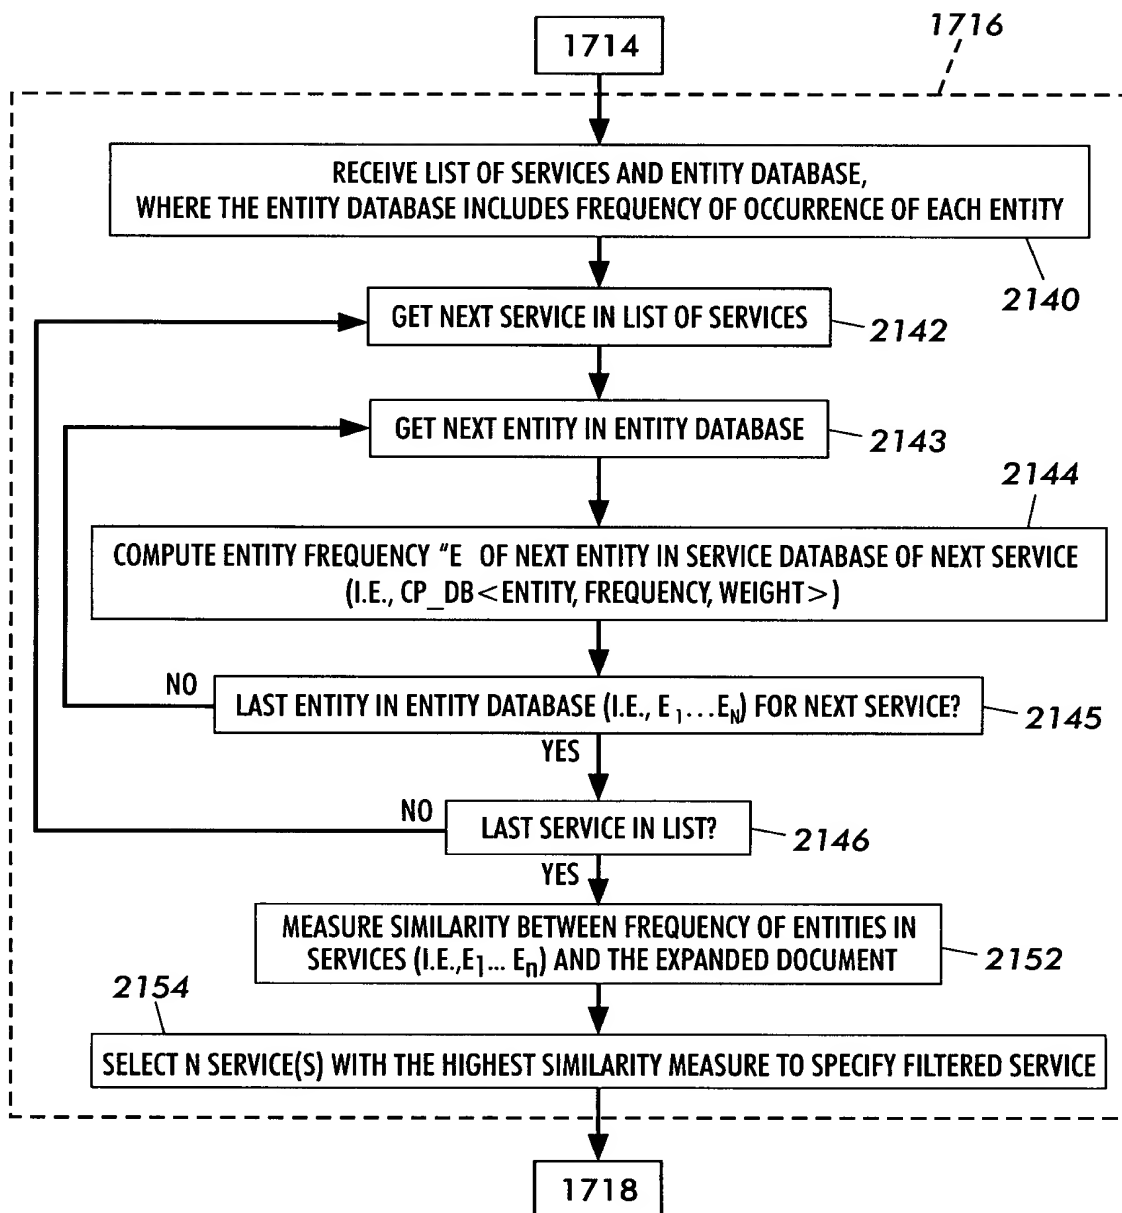 1714
1716
RECEIVE LIST OF SERVICES AND ENTITY DATABASE,
WHERE THE ENTITY DATABASE INCLUDES FREQUENCY OF OCCURRENCE OF EACH ENTITY
2140
GET NEXT SERVICE IN LIST OF SERVICES
2142
GET NEXT ENTITY IN ENTITY DATABASE
2143
2144
COMPUTE ENTITY FREQUENCY "E OF NEXT ENTITY IN SERVICE DATABASE OF NEXT SERVICE
(I.E., CP_DB<ENTITY, FREQUENCY, WEIGHT>)
NO
LAST ENTITY IN ENTITY DATABASE (I.E., E1...EN) FOR NEXT SERVICE?
2145
YES
NO
LAST SERVICE IN LIST?
2146
YES
MEASURE SIMILARITY BETWEEN FREQUENCY OF ENTITIES IN
SERVICES (I.E.,E1... En) AND THE EXPANDED DOCUMENT
2152
2154
SELECT N SERVICE(S) WITH THE HIGHEST SIMILARITY MEASURE TO SPECIFY FILTERED SERVICE
1718